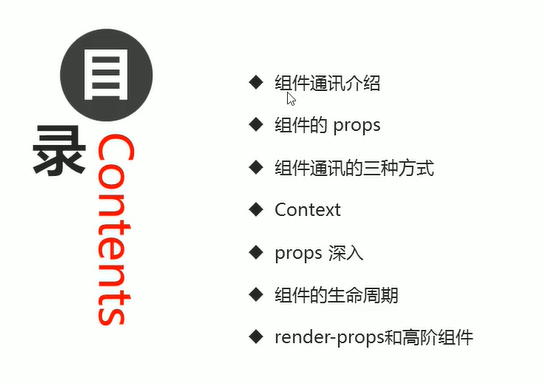 目录
Contents
组件通讯介绍
组件的 props
组件通讯的三种方式
Context
props 深入
组件的生命周期
render-props和高阶组件